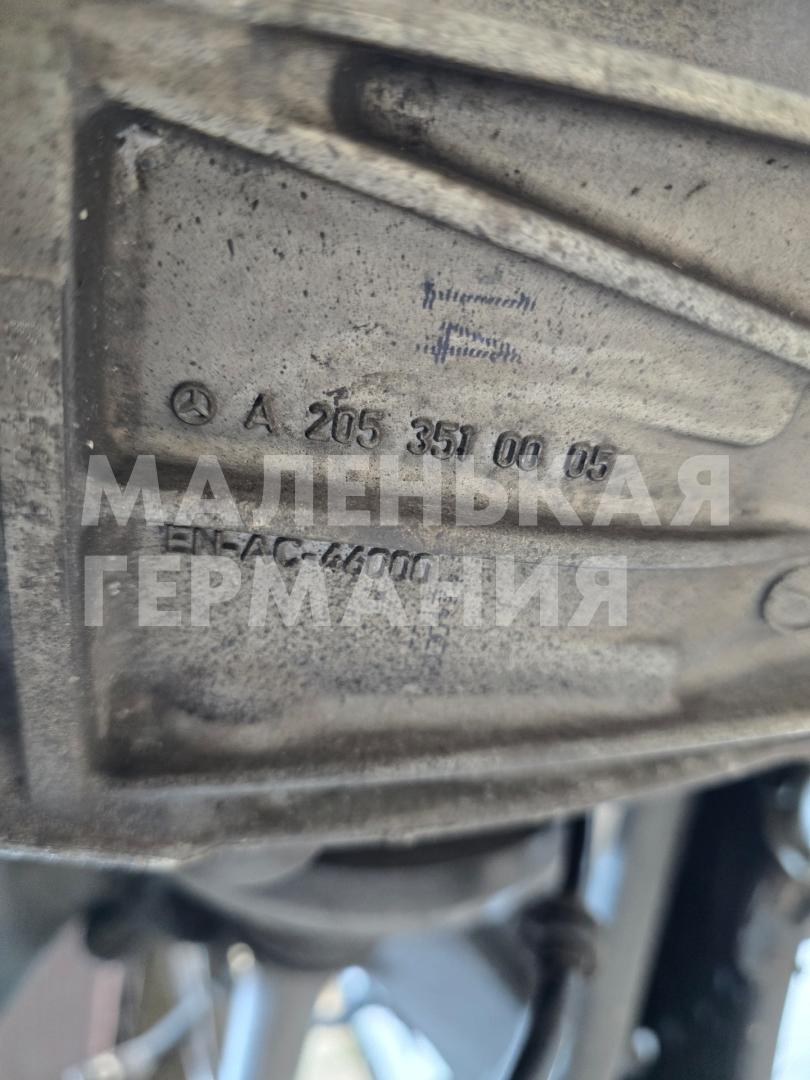 A 205 351 00 05
МАЛЕНЬКАЯ
EN-AC-46000
ГЕРМАНИЯ